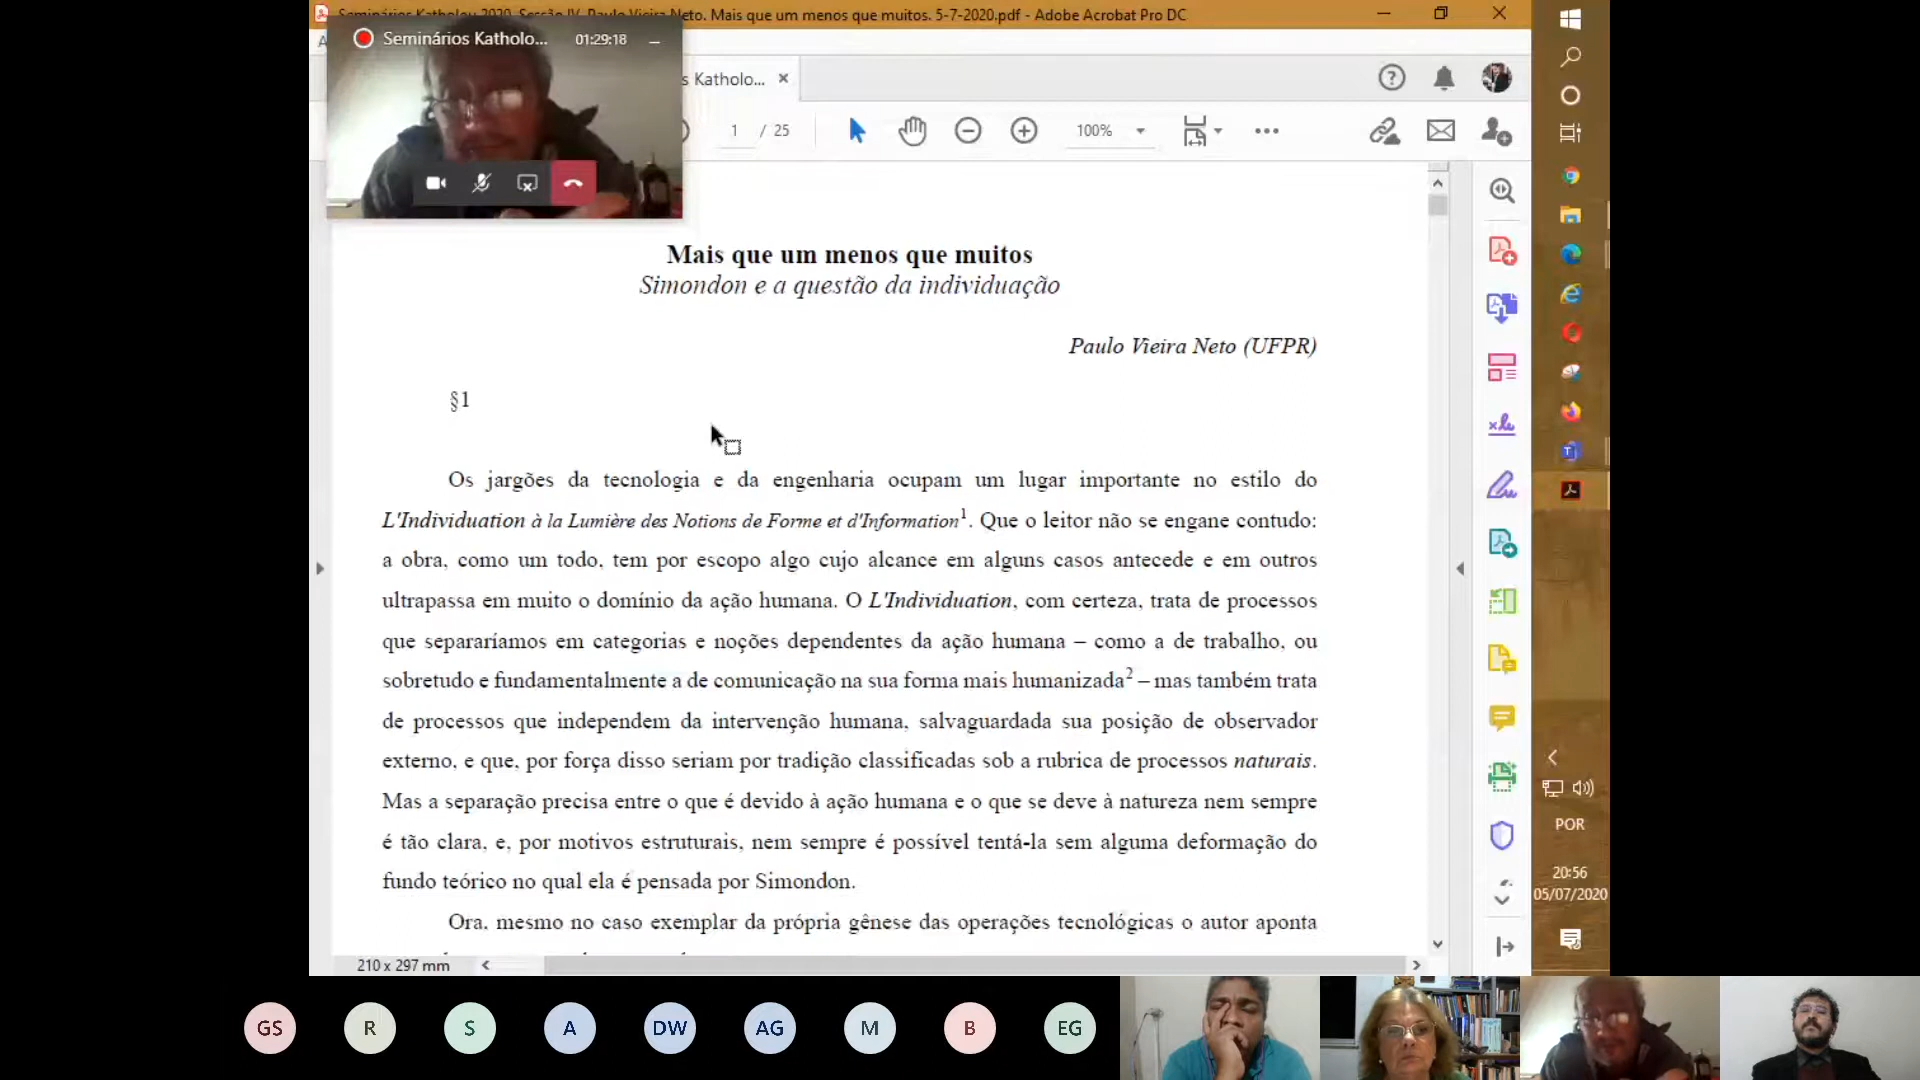 Seminários Katholou 2020. Sessão IV. Paulo Vieira Neto. Mais que um menos que muitos. 5-7-2020.pdf - Adobe Acrobat Pro DC
Seminários Katholo...
01:29:18
s Katholo...
1 / 25
100%
Mais que um menos que muitos
Simondon e a questão da individuação
Paulo Vieira Neto (UFPR)
§1
Os jargões da tecnologia e da engenharia ocupam um lugar importante no estilo do
L'Individuation à la Lumière des Notions de Forme et d'Information1. Que o leitor não se engane contudo:
a obra, como um todo, tem por escopo algo cujo alcance em alguns casos antecede e em outros
ultrapassa em muito o domínio da ação humana. O L'Individuation, com certeza, trata de processos
que separaríamos em categorias e noções dependentes da ação humana – como a de trabalho, ou
sobretudo e fundamentalmente a de comunicação na sua forma mais humanizada2 – mas também trata
de processos que independem da intervenção humana, salvaguardada sua posição de observador
externo, e que, por força disso seriam por tradição classificadas sob a rubrica de processos naturais.
Mas a separação precisa entre o que é devido à ação humana e o que se deve à natureza nem sempre
é tão clara, e, por motivos estruturais, nem sempre é possível tentá-la sem alguma deformação do
fundo teórico no qual ela é pensada por Simondon.
Ora, mesmo no caso exemplar da própria gênese das operações tecnológicas o autor aponta
210 x 297 mm
POR
20:56
05/07/2020
GS
R
S
A
DW
AG
M
B
EG